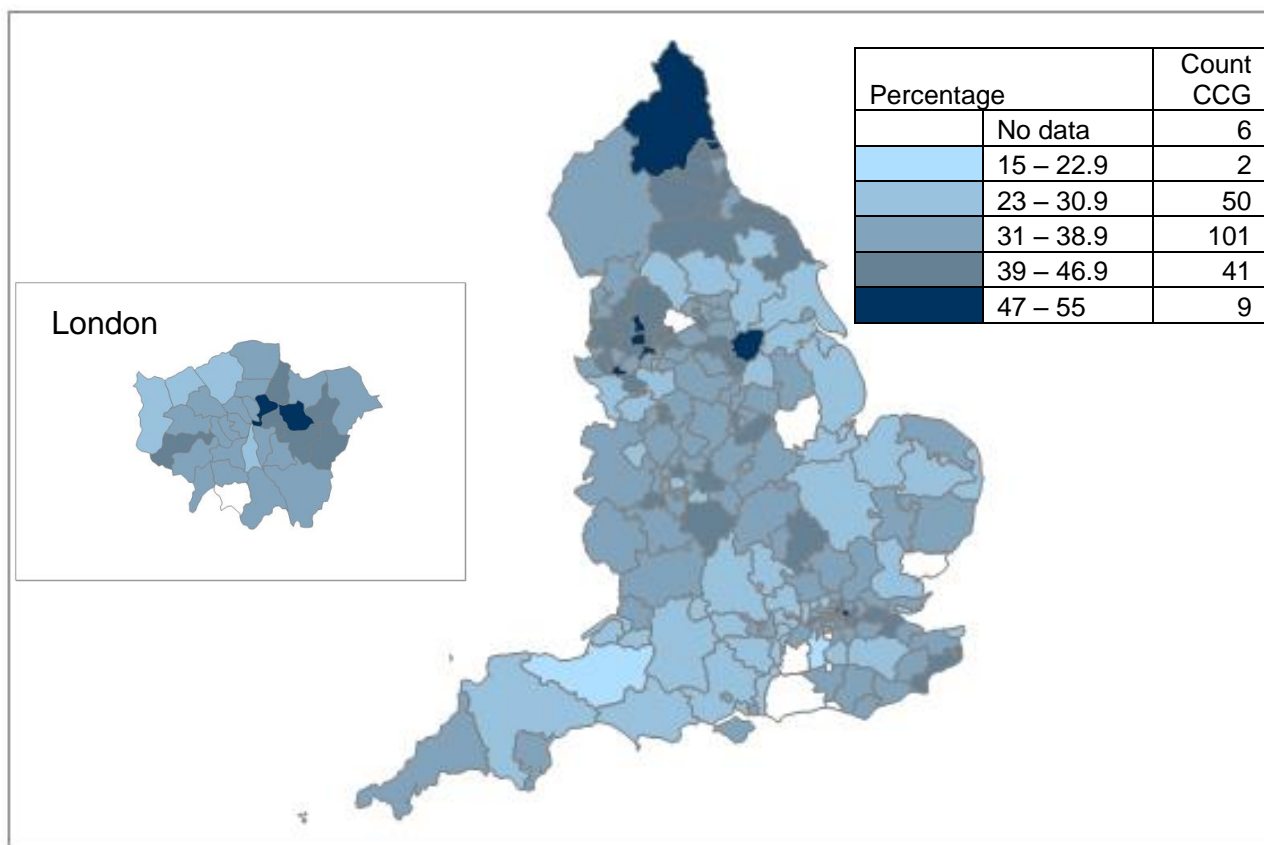 Percentage Count CCG
No data 6
15 – 22.9 2
23 – 30.9 50
31 – 38.9 101
39 – 46.9 41
47 – 55 9
London